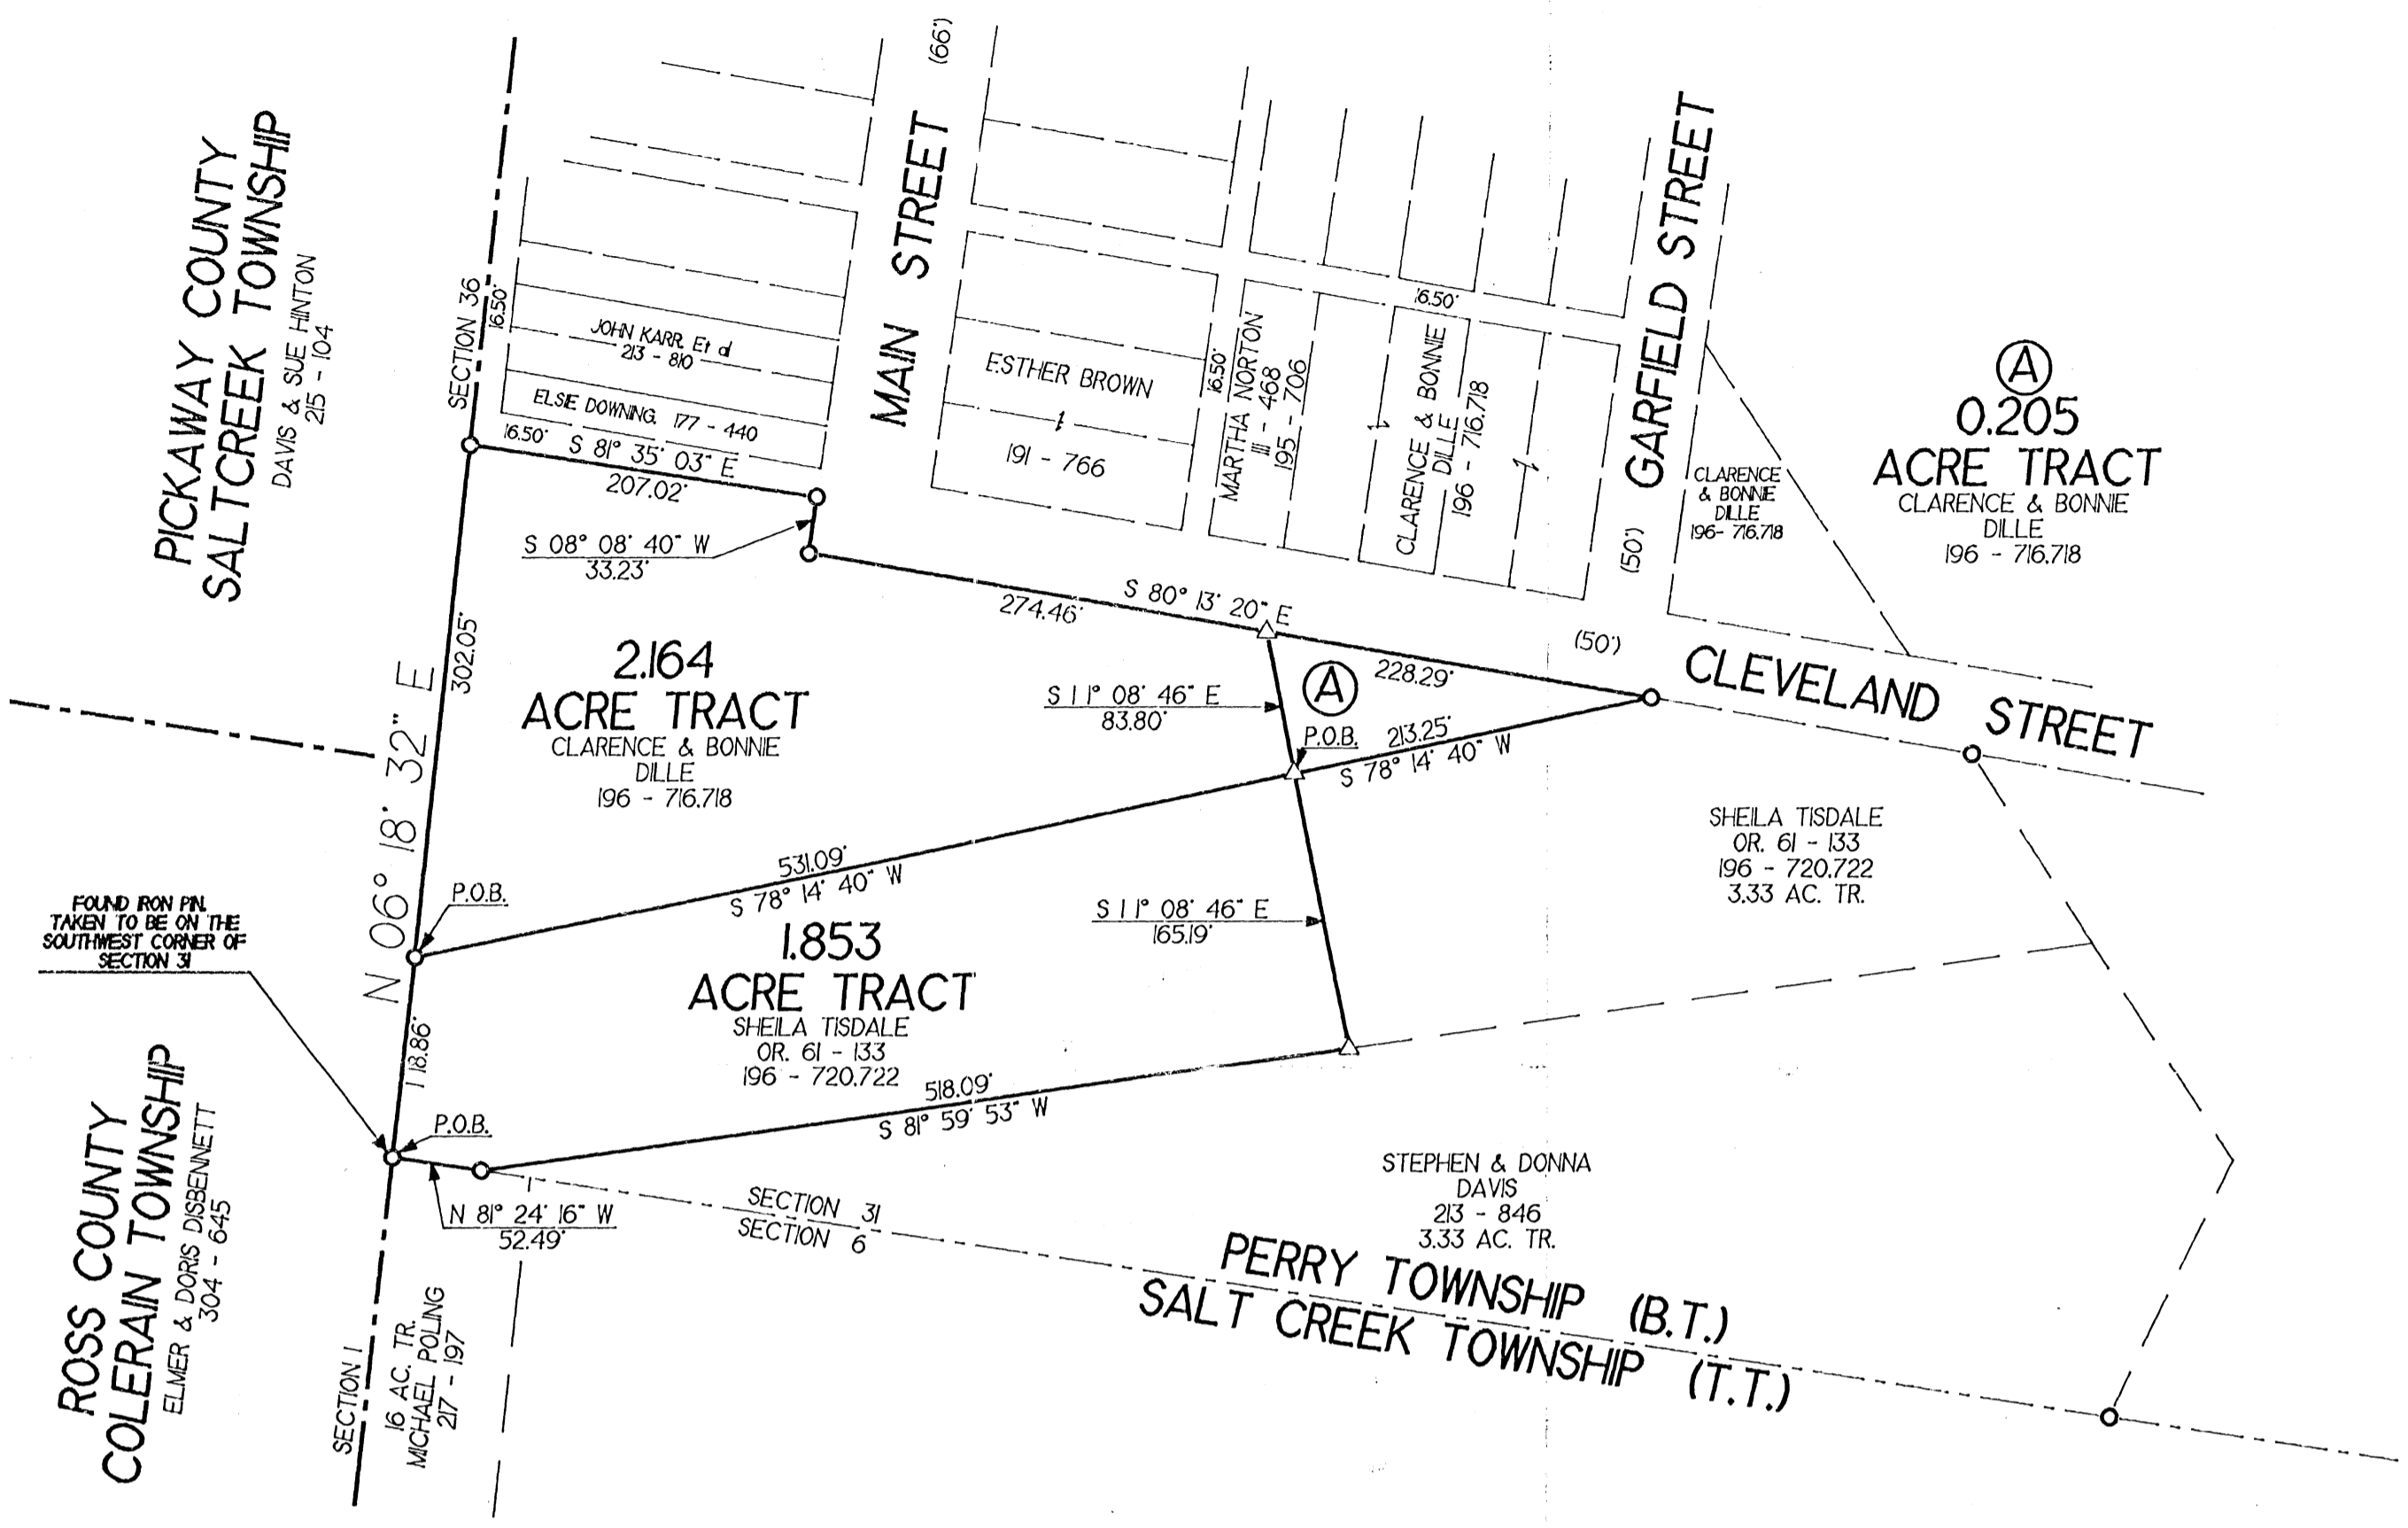 PICKAWAY COUNTY
SALTCREEK TOWNSHIP
DAVIS & SUE HINTON
215 - 104
SECTION 36
16.50'
JOHN KARR. Et al
213 - 810
ELSIE DOWNING. 177 - 440
16.50'
S 81° 35' 03" E
207.02'
S 08° 08' 40" W
33.23'
MAIN STREET (66')
ESTHER BROWN
191 - 766
16.50'
MARTHA NORTON
111 - 468
195 - 706
16.50'
CLARENCE & BONNIE
DILLE
196 - 716.718
GARFIELD STREET
(50')
CLARENCE
& BONNIE
DILLE
196- 716.718
A
0.205
ACRE TRACT
CLARENCE & BONNIE
DILLE
196 - 716.718
S 80° 13' 20" E
274.46'
228.29'
(50')
CLEVELAND STREET
N 06° 18' 32" E
302.05'
2.164
ACRE TRACT
CLARENCE & BONNIE
DILLE
196 - 716.718
S 11° 08' 46" E
83.80'
A
P.O.B.
213.25'
S 78° 14' 40" W
SHEILA TISDALE
OR. 61 - 133
196 - 720.722
3.33 AC. TR.
531.09'
S 78° 14' 40" W
P.O.B.
FOUND IRON PIN.
TAKEN TO BE ON THE
SOUTHWEST CORNER OF
SECTION 31
118.86'
1.853
ACRE TRACT
SHEILA TISDALE
OR. 61 - 133
196 - 720.722
S 11° 08' 46" E
165.19'
518.09'
S 81° 59' 53" W
P.O.B.
N 81° 24' 16" W
52.49'
SECTION 31
SECTION 6
STEPHEN & DONNA
DAVIS
213 - 846
3.33 AC. TR.
PERRY TOWNSHIP (B.T.)
SALT CREEK TOWNSHIP (T.T.)
ROSS COUNTY
COLERAIN TOWNSHIP
ELMER & DORIS DISBENNETT
304 - 645
SECTION 1
16 AC. TR.
MICHAEL POLING
217 - 197